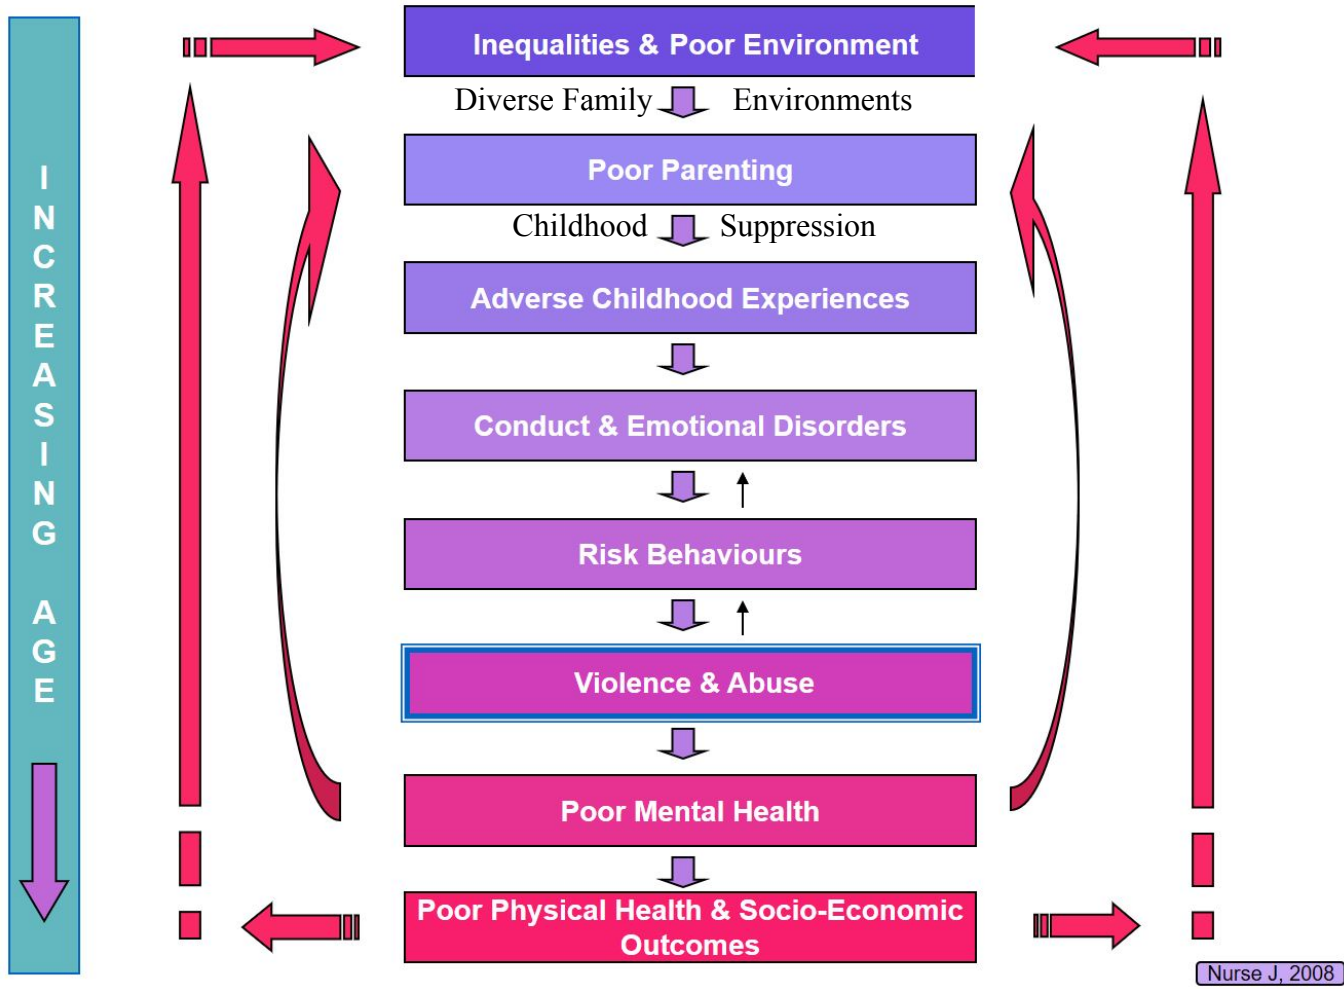 INCREASING AGE
Inequalities & Poor Environment
Diverse Family Environments
Poor Parenting
Childhood Suppression
Adverse Childhood Experiences
Conduct & Emotional Disorders
Risk Behaviours
Violence & Abuse
Poor Mental Health
Poor Physical Health & Socio-Economic
Outcomes
Nurse J, 2008